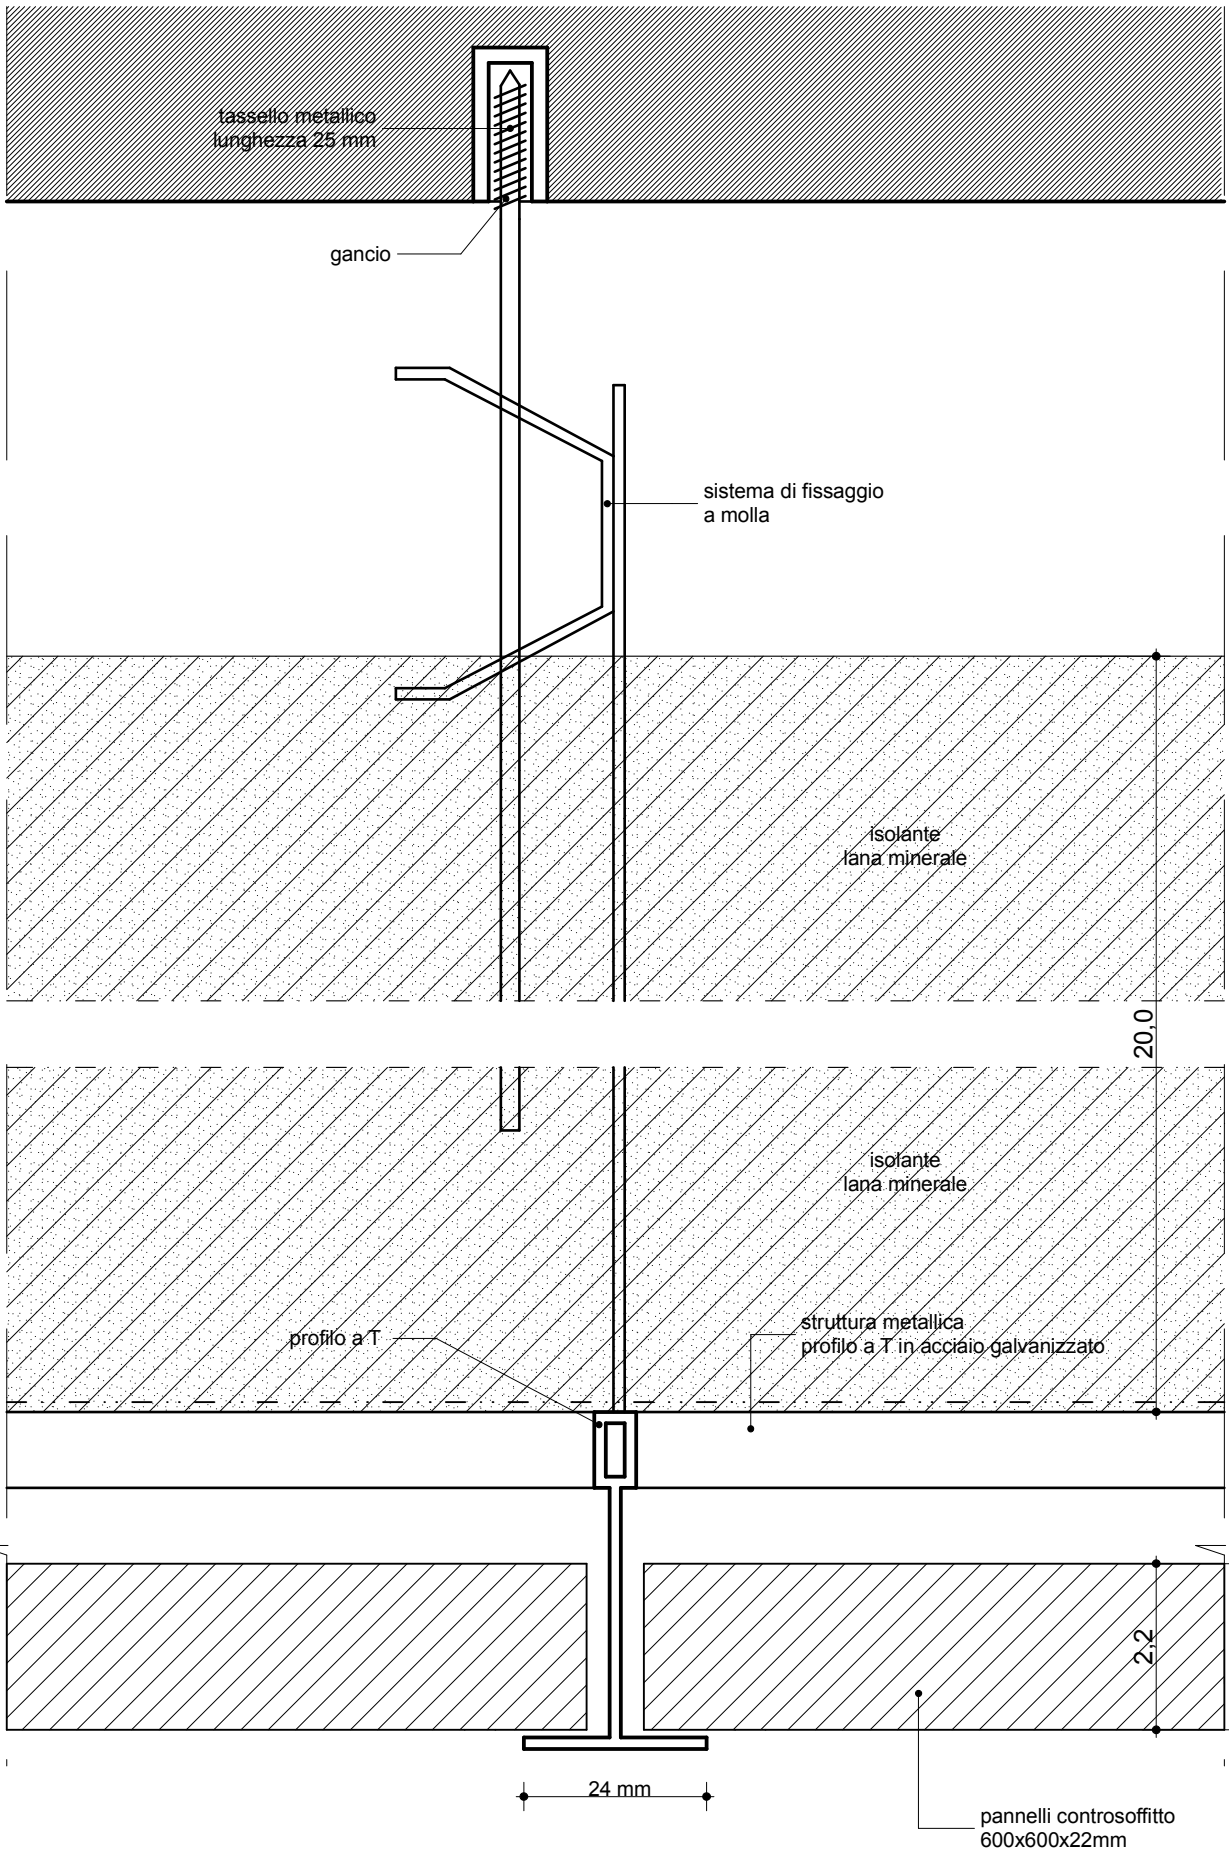 tassello metallico
lunghezza 25 mm
gancio
sistema di fissaggio
a molla
isolante
lana minerale
20,0
isolante
lana minerale
profilo a T
struttura metallica
profilo a T in acciaio galvanizzato
2,2
24 mm
pannelli controsoffitto
600x600x22mm